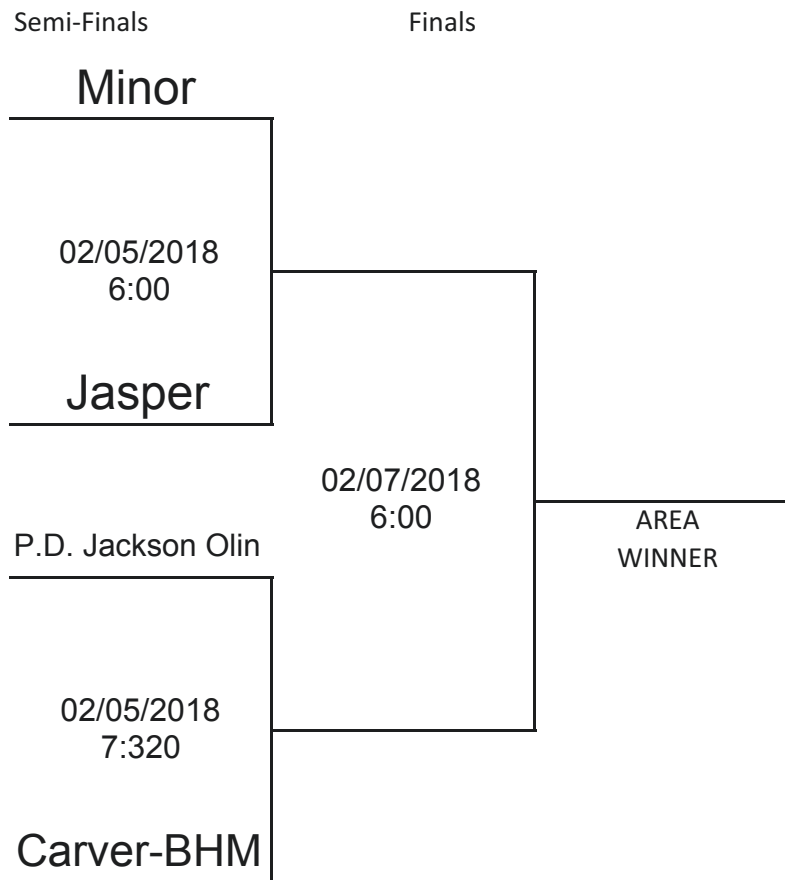 Semi-Finals
Finals
Minor
02/05/2018
6:00
Jasper
02/07/2018
6:00
AREA
WINNER
P.D. Jackson Olin
02/05/2018
7:320
Carver-BHM